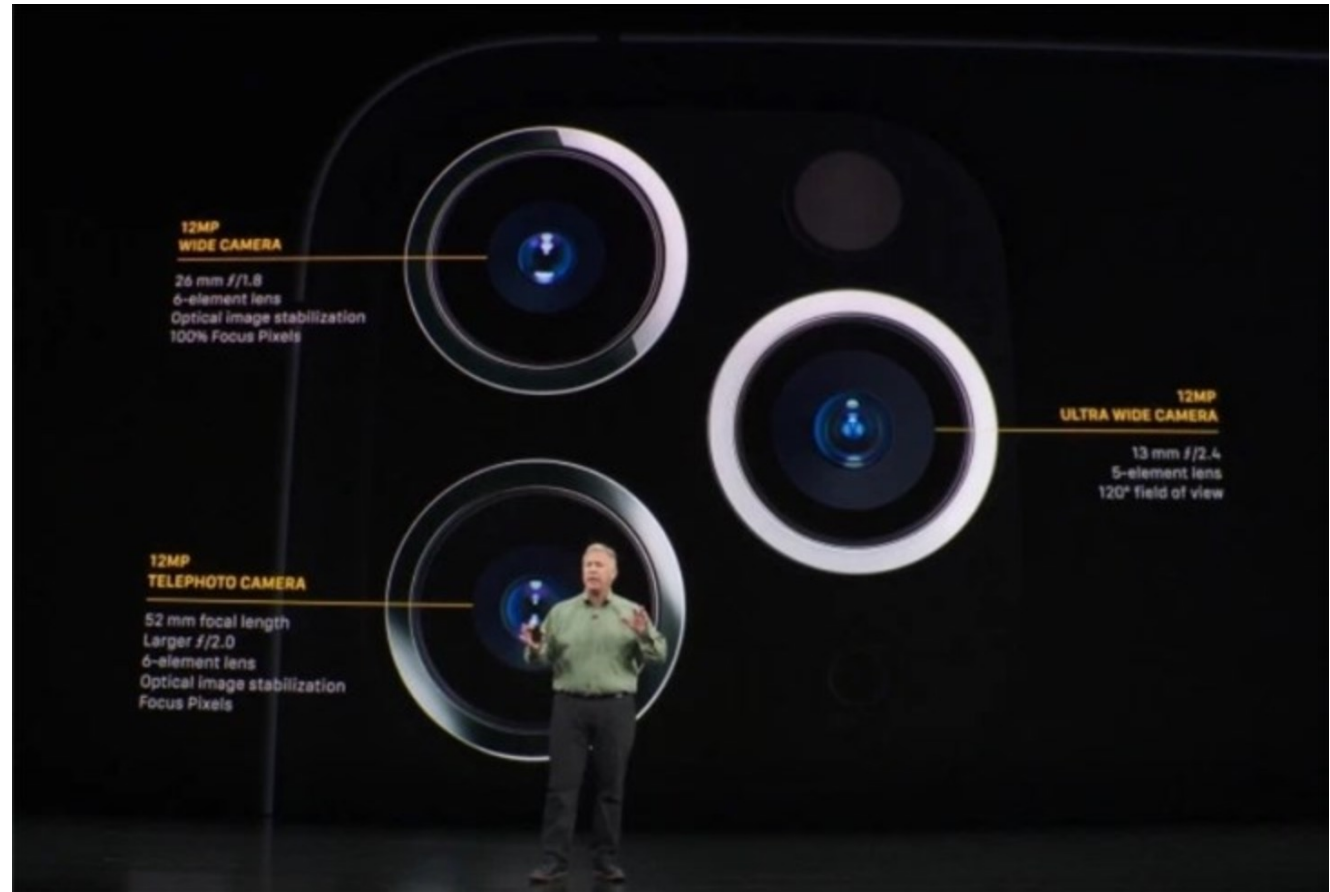 12MP
WIDE CAMERA
26 mm ƒ/1.8
6-element lens
Optical image stabilization
100% Focus Pixels
12MP
ULTRA WIDE CAMERA
13 mm ƒ/2.4
5-element lens
120° field of view
12MP
TELEPHOTO CAMERA
52 mm focal length
Larger ƒ/2.0
6-element lens
Optical image stabilization
Focus Pixels